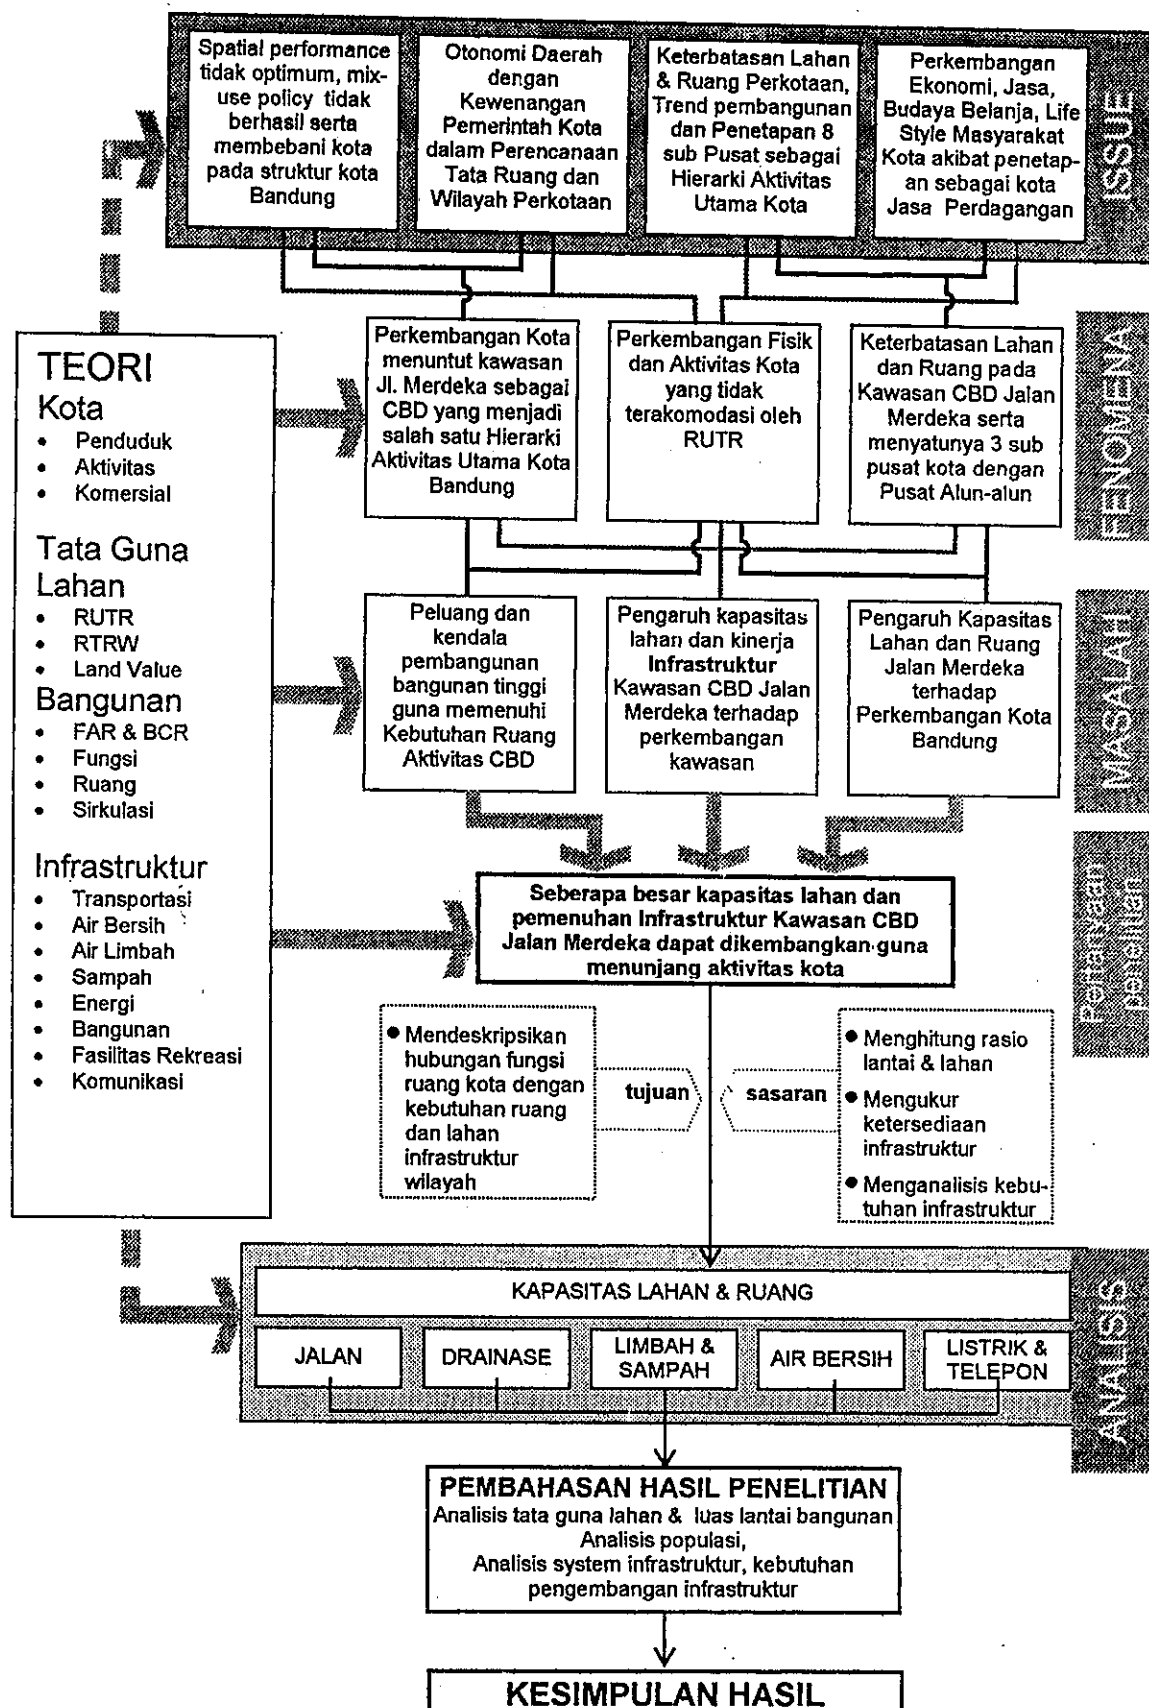 Spatial performance
tidak optimum, mix-
use policy tidak
berhasil serta
membebani kota
pada struktur kota
Bandung
Otonomi Daerah
dengan
Kewenangan
Pemerintah Kota
dalam Perencanaan
Tata Ruang dan
Wilayah Perkotaan
Keterbatasan Lahan
& Ruang Perkotaan,
Trend pembangunan
dan Penetapan 8
sub Pusat sebagai
Hierarki Aktivitas
Utama Kota
Perkembangan
Ekonomi, Jasa,
Budaya Belanja, Life
Style Masyarakat
Kota akibat penetap-
an sebagai kota
Jasa Perdagangan
ISSUE
TEORI
Kota
• Penduduk
• Aktivitas
• Komersial
Tata Guna
Lahan
• RUTR
• RTRW
• Land Value
Bangunan
• FAR & BCR
• Fungsi
• Ruang
• Sirkulasi
Infrastruktur
• Transportasi
• Air Bersih
• Air Limbah
• Sampah
• Energi
• Bangunan
• Fasilitas Rekreasi
• Komunikasi
Perkembangan Kota
menuntut kawasan
Jl. Merdeka sebagai
CBD yang menjadi
salah satu Hierarki
Aktivitas Utama Kota
Bandung
Perkembangan Fisik
dan Aktivitas Kota
yang tidak
terakomodasi oleh
RUTR
Keterbatasan Lahan
dan Ruang pada
Kawasan CBD Jalan
Merdeka serta
menyatunya 3 sub
pusat kota dengan
Pusat Alun-alun
FENOMENA
Peluang dan
kendala
pembangunan
bangunan tinggi
guna memenuhi
Kebutuhan Ruang
Aktivitas CBD
Pengaruh kapasitas
lahan dan kinerja
Infrastruktur
Kawasan CBD Jalan
Merdeka terhadap
perkembangan
kawasan
Pengaruh Kapasitas
Lahan dan Ruang
Jalan Merdeka
terhadap
Perkembangan Kota
Bandung
MASALAH
Seberapa besar kapasitas lahan dan
pemenuhan Infrastruktur Kawasan CBD
Jalan Merdeka dapat dikembangkan guna
menunjang aktivitas kota
Pertanyaan
penelitian
• Mendeskripsikan
hubungan fungsi
ruang kota dengan
kebutuhan ruang
dan lahan
infrastruktur
wilayah
tujuan
sasaran
• Menghitung rasio
lantai & lahan
• Mengukur
ketersediaan
infrastruktur
• Menganalisis kebu-
tuhan infrastruktur
KAPASITAS LAHAN & RUANG
JALAN
DRAINASE
LIMBAH &
SAMPAH
AIR BERSIH
LISTRIK &
TELEPON
ANALISIS
PEMBAHASAN HASIL PENELITIAN
Analisis tata guna lahan & luas lantai bangunan
Analisis populasi,
Analisis system infrastruktur, kebutuhan
pengembangan infrastruktur
KESIMPULAN HASIL